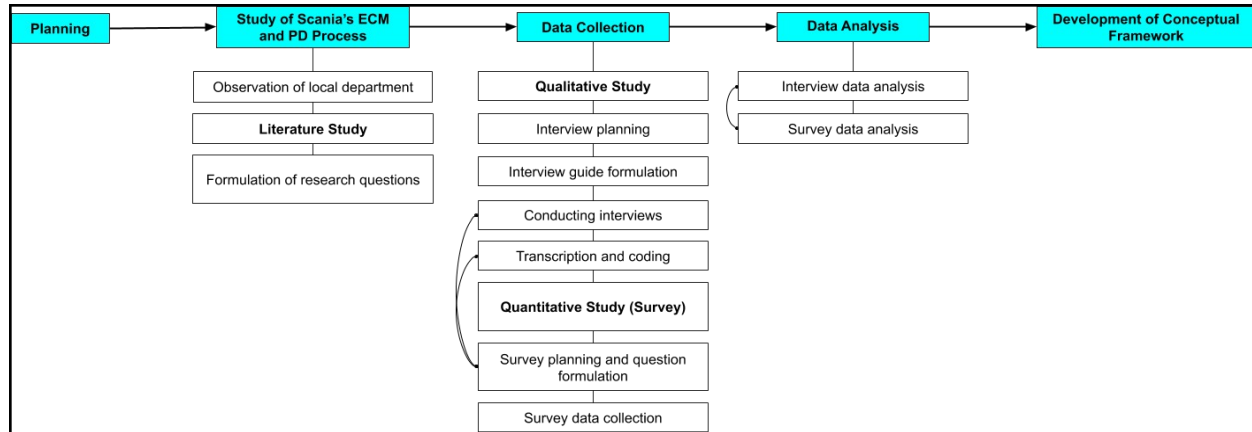 Planning
Study of Scania's ECM
and PD Process
Data Collection
Data Analysis
Development of Conceptual
Framework
Observation of local department
Literature Study
Formulation of research questions
Qualitative Study
Interview planning
Interview guide formulation
Conducting interviews
Transcription and coding
Quantitative Study (Survey)
Survey planning and question
formulation
Survey data collection
Interview data analysis
Survey data analysis